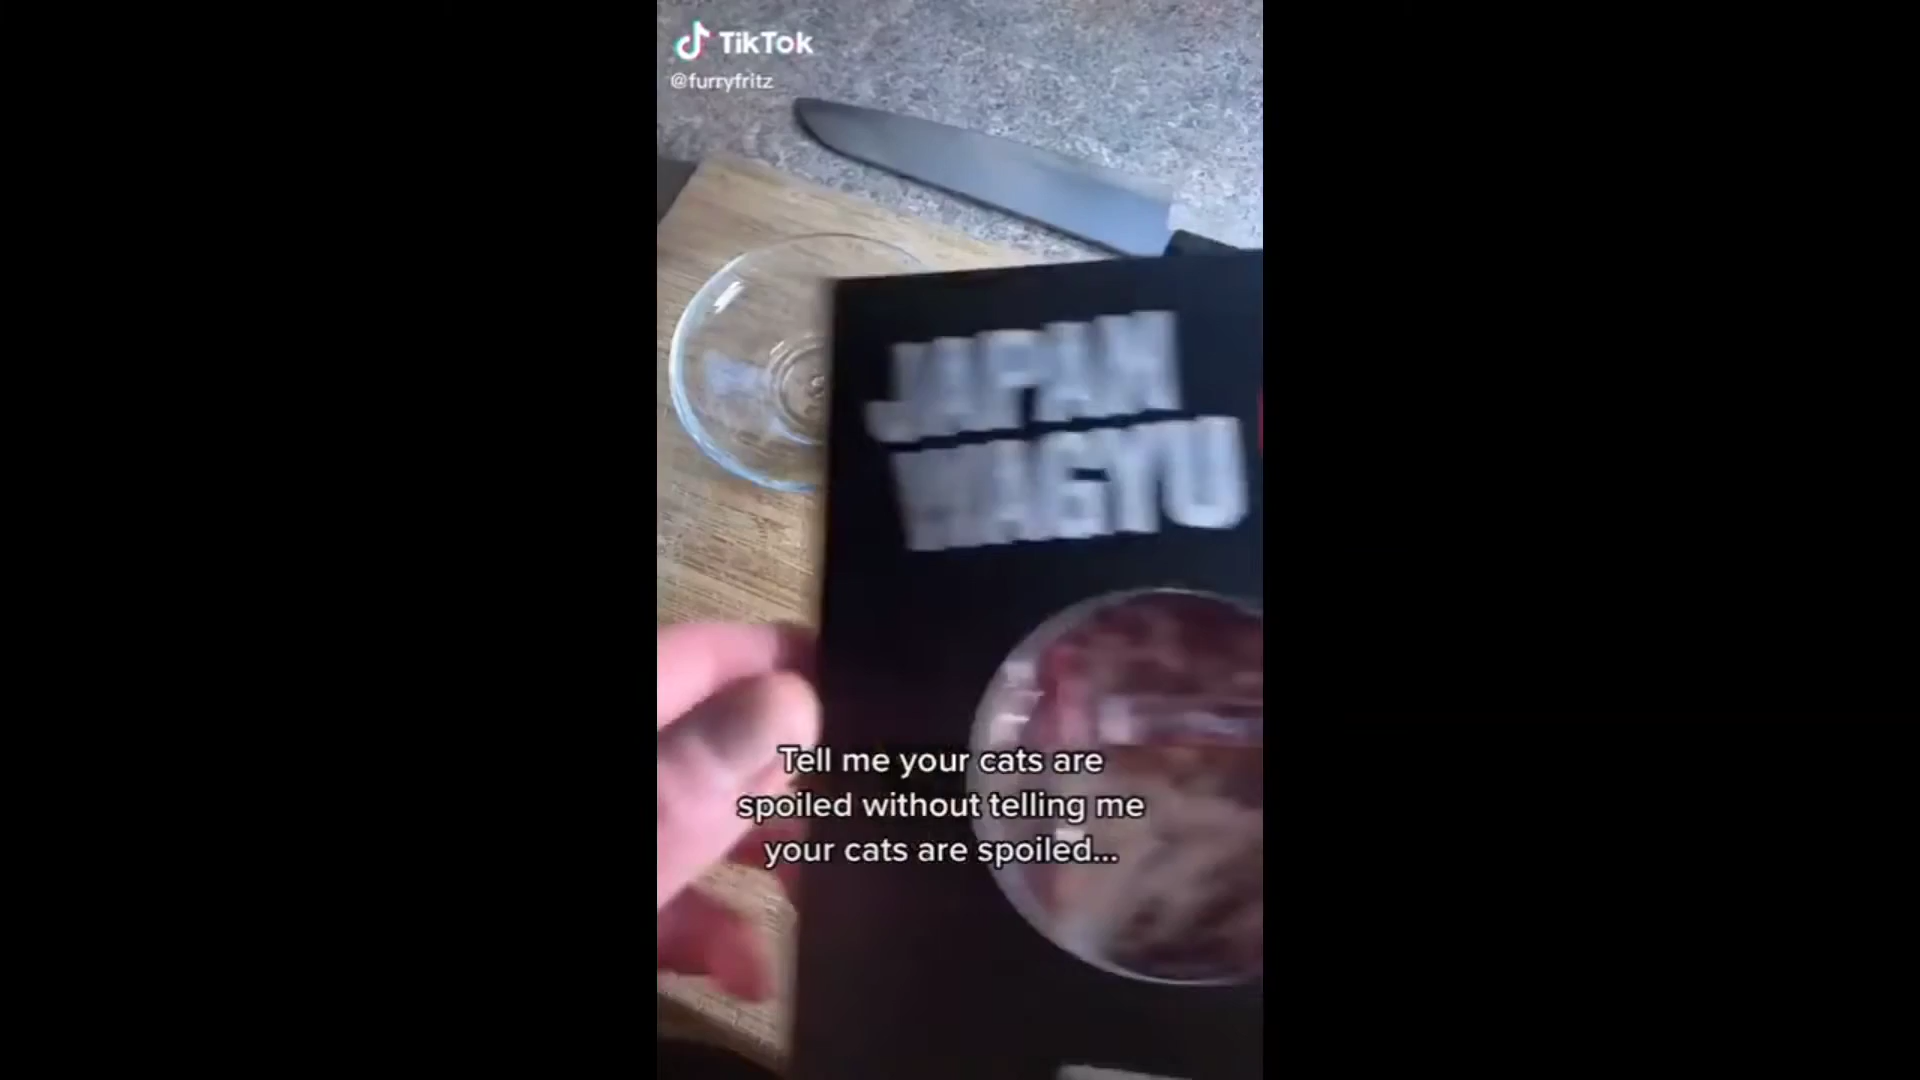 TikTok
@furryfritz
JAPAN
WAGYU
Tell me your cats are
spoiled without telling me
your cats are spoiled...